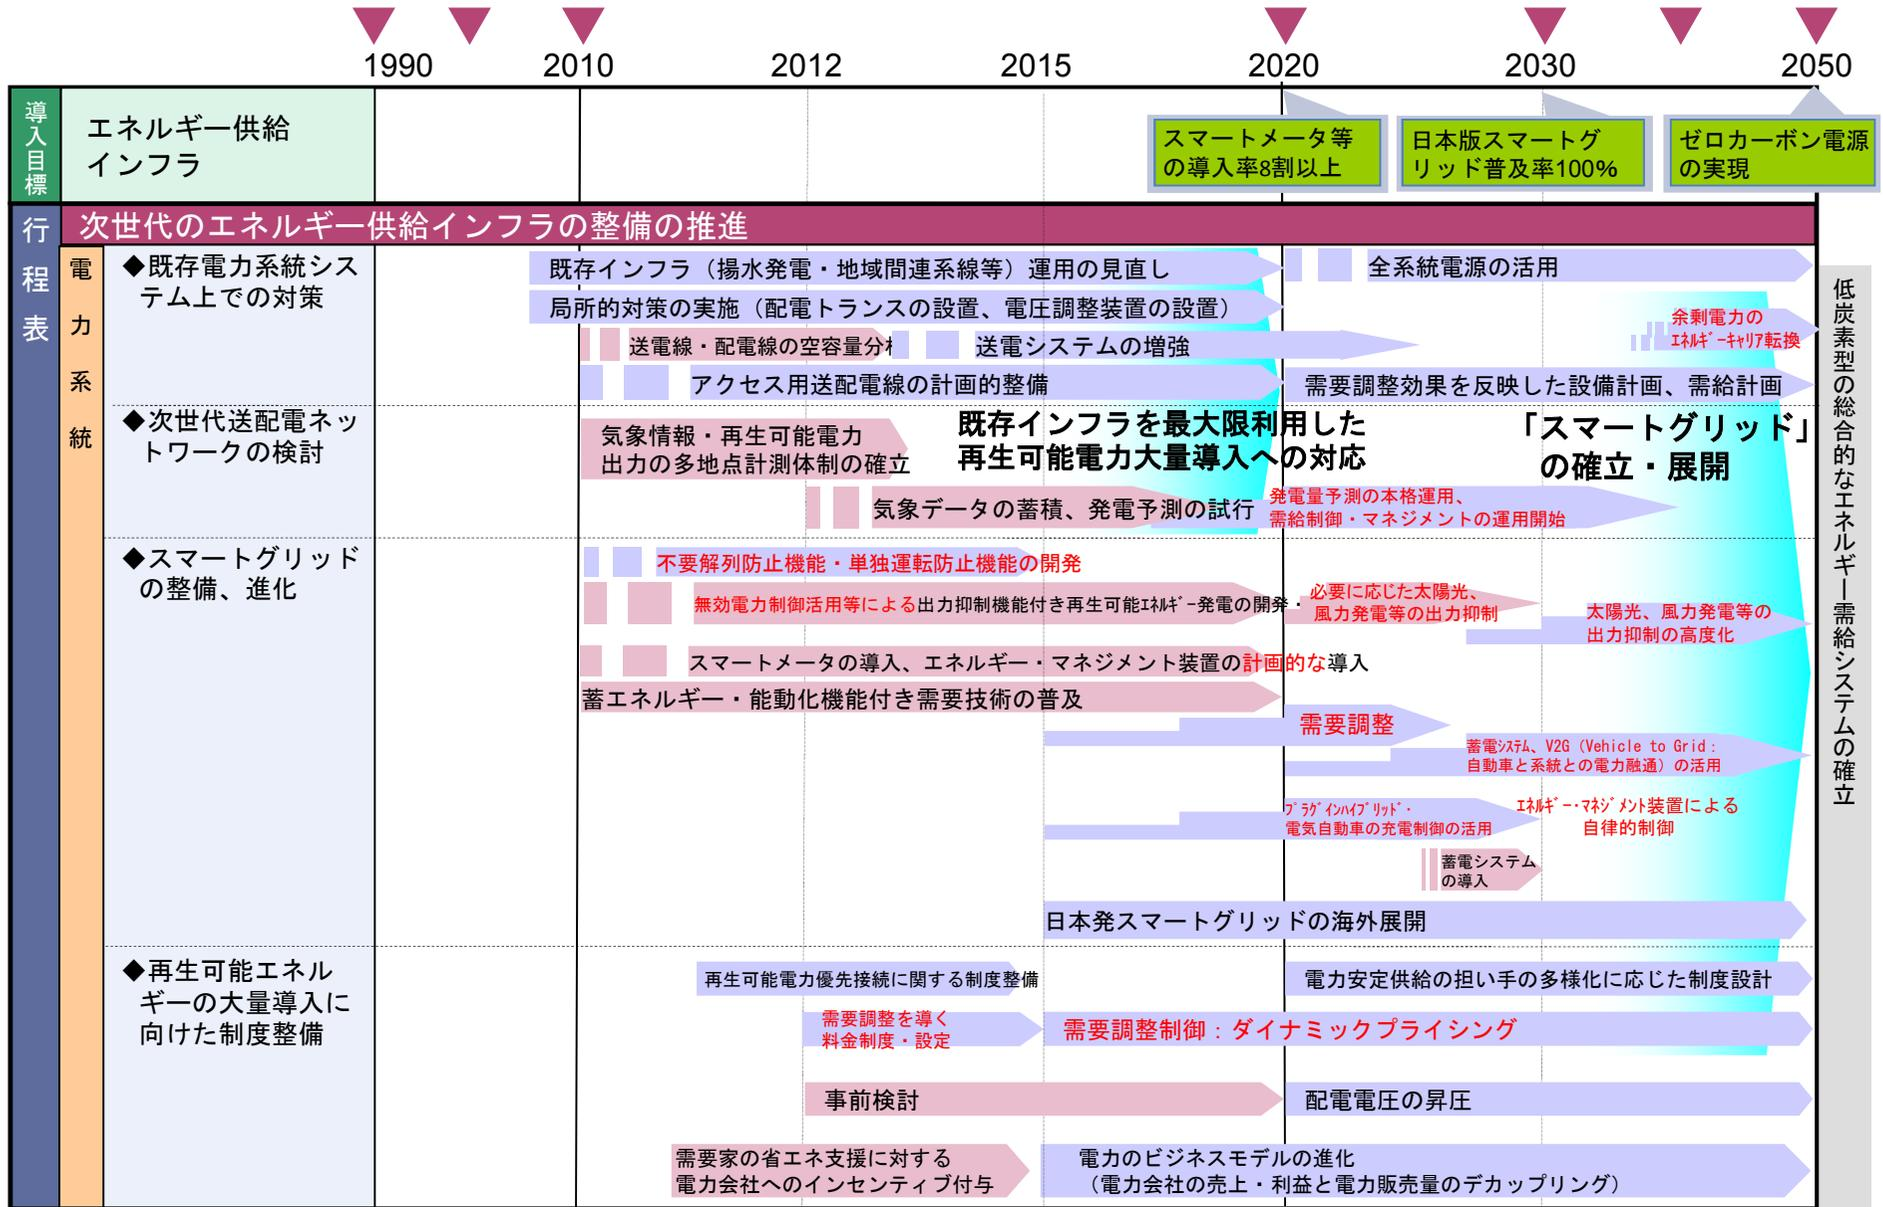 1990
2010
2012
2015
2020
2030
2050
導入目標
エネルギー供給
インフラ
スマートメータ等
の導入率8割以上
日本版スマートグ
リッド普及率100%
ゼロカーボン電源
の実現
行程表
次世代のエネルギー供給インフラの整備の推進
電力系統
◆既存電力系統シス
テム上での対策
既存インフラ（揚水発電・地域間連系線等）運用の見直し
全系統電源の活用
局所的対策の実施（配電トランスの設置、電圧調整装置の設置）
送電線・配電線の空容量分析
送電システムの増強
余剰電力の
ｴﾈﾙｷﾞｰｷｬﾘｱ転換
アクセス用送配電線の計画的整備
需要調整効果を反映した設備計画、需給計画
◆次世代送配電ネッ
トワークの検討
気象情報・再生可能電力
出力の多地点計測体制の確立
既存インフラを最大限利用した
再生可能電力大量導入への対応
「スマートグリッド」
の確立・展開
気象データの蓄積、発電予測の試行
発電量予測の本格運用、
需給制御・マネジメントの運用開始
◆スマートグリッド
の整備、進化
不要解列防止機能・単独運転防止機能の開発
無効電力制御活用等による出力抑制機能付き再生可能ｴﾈﾙｷﾞｰ発電の開発・
必要に応じた太陽光、
風力発電等の出力抑制
太陽光、風力発電等の
出力抑制の高度化
スマートメータの導入、エネルギー・マネジメント装置の計画的な導入
蓄エネルギー・能動化機能付き需要技術の普及
需要調整
蓄電ｼｽﾃﾑ、V2G（Vehicle to Grid：
自動車と系統との電力融通）の活用
ﾌﾟﾗｸﾞｲﾝﾊｲﾌﾞﾘｯﾄﾞ・
電気自動車の充電制御の活用
ｴﾈﾙｷﾞｰ・ﾏﾈｼﾞﾒﾝﾄ装置による
自律的制御
蓄電システム
の導入
日本発スマートグリッドの海外展開
◆再生可能エネル
ギーの大量導入に
向けた制度整備
再生可能電力優先接続に関する制度整備
電力安定供給の担い手の多様化に応じた制度設計
需要調整を導く
料金制度・設定
需要調整制御：ダイナミックプライシング
事前検討
配電電圧の昇圧
需要家の省エネ支援に対する
電力会社へのインセンティブ付与
電力のビジネスモデルの進化
（電力会社の売上・利益と電力販売量のデカップリング）
低炭素型の総合的なエネルギー需給システムの確立